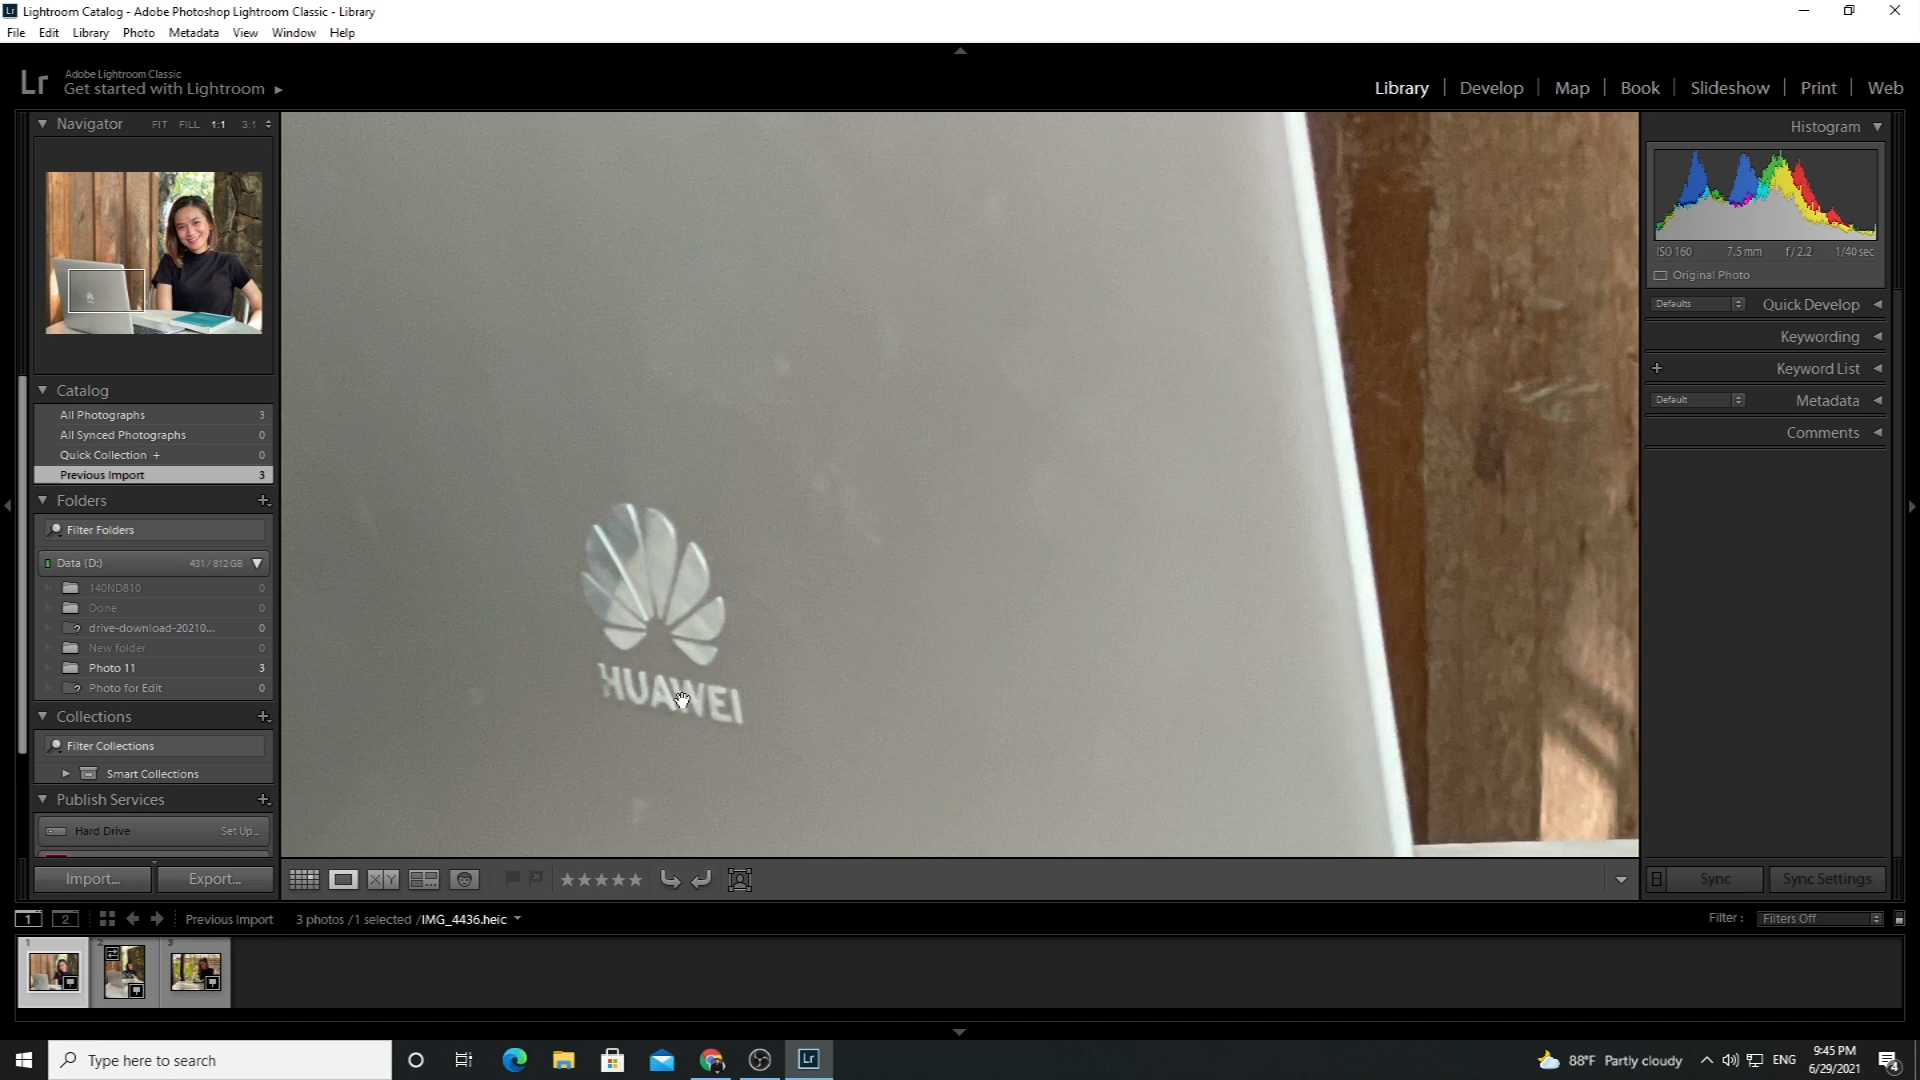 Lightroom Catalog - Adobe Photoshop Lightroom Classic - Library
File Edit Library Photo Metadata View Window Help
Lr Adobe Lightroom Classic
Get started with Lightroom
Library Develop Map Book Slideshow Print Web
Navigator FIT FILL 1:1 3:1
Catalog
All Photographs 3
All Synced Photographs 0
Quick Collection + 0
Previous Import 3
Folders
Filter Folders
Data (D:) 431 / 812 GB
140ND810 0
Done 0
drive-download-20210... 0
New folder 0
Photo 11 3
Photo for Edit 0
Collections
Filter Collections
Smart Collections
Publish Services
Hard Drive Set Up...
Import... Export...
HUAWEI
Histogram
ISO 160 7.5 mm f / 2.2 1/40 sec
Original Photo
Defaults Quick Develop
Keywording
Keyword List
Default Metadata
Comments
XY
Sync Sync Settings
1 2 Previous Import 3 photos / 1 selected / IMG_4436.heic Filter : Filters Off
1 2 3
Type here to search
Lr
88°F Partly cloudy ENG 9:45 PM
6/29/2021
4